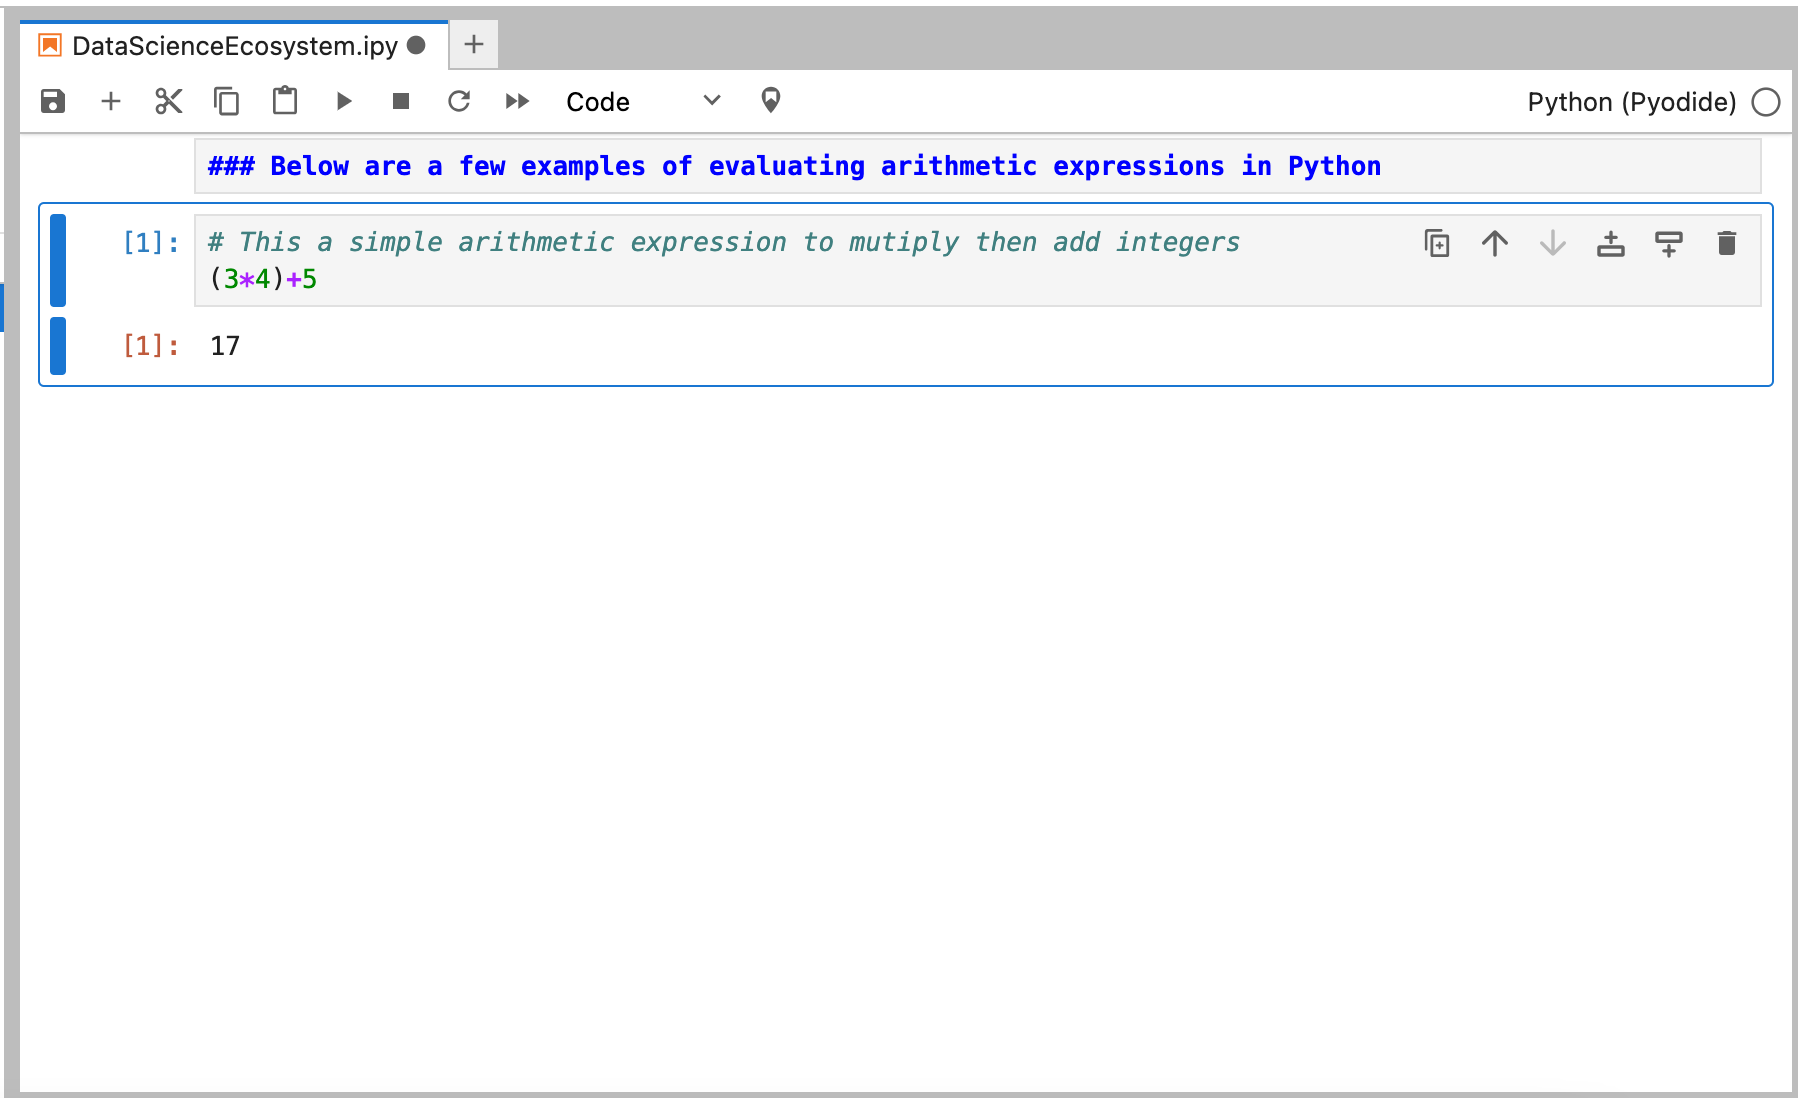 DataScienceEcosystem.ipy
Code
Python (Pyodide)
### Below are a few examples of evaluating arithmetic expressions in Python
[1]: # This a simple arithmetic expression to mutiply then add integers
(3*4)+5
[1]: 17